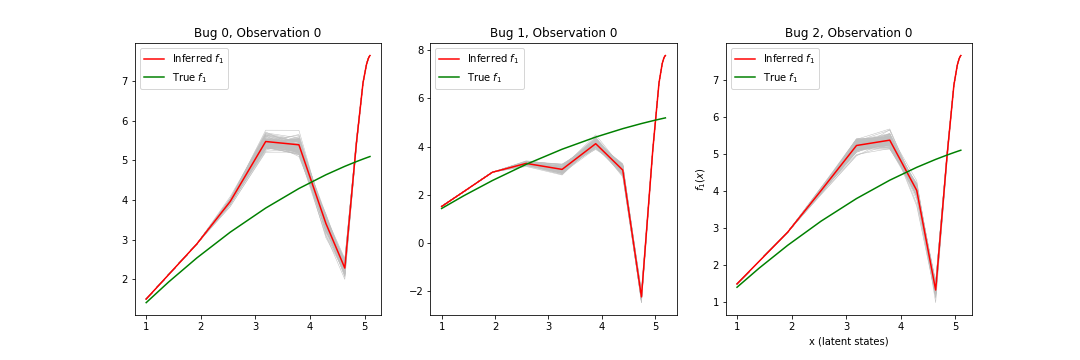 Bug 0, Observation 0
Inferred f₁
True f₁
7
6
5
4
3
2
1 2 3 4 5
Bug 1, Observation 0
Inferred f₁
True f₁
8
6
4
2
0
−2
1 2 3 4 5
Bug 2, Observation 0
Inferred f₁
True f₁
f₁(x)
7
6
5
4
3
2
1
1 2 3 4 5
x (latent states)